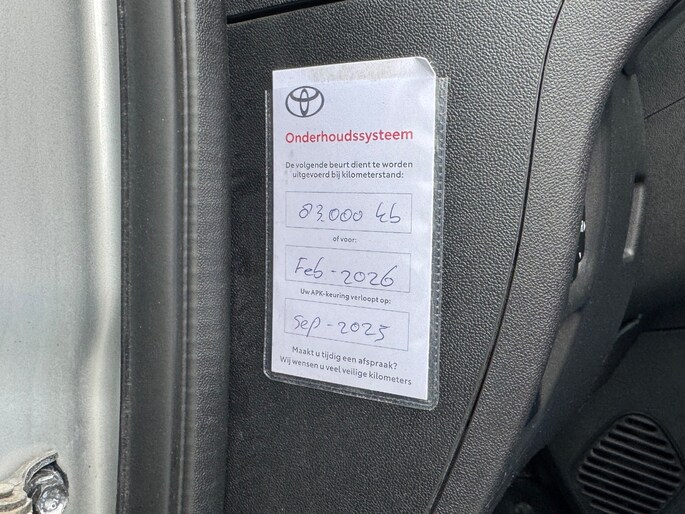 Onderhoudssysteem
De volgende beurt dient te worden
uitgevoerd bij kilometerstand:
83.000 kb
of voor:
Feb - 2026
Uw APK-keuring verloopt op:
Sep - 2025
Maakt u tijdig een afspraak?
Wij wensen u veel veilige kilometers